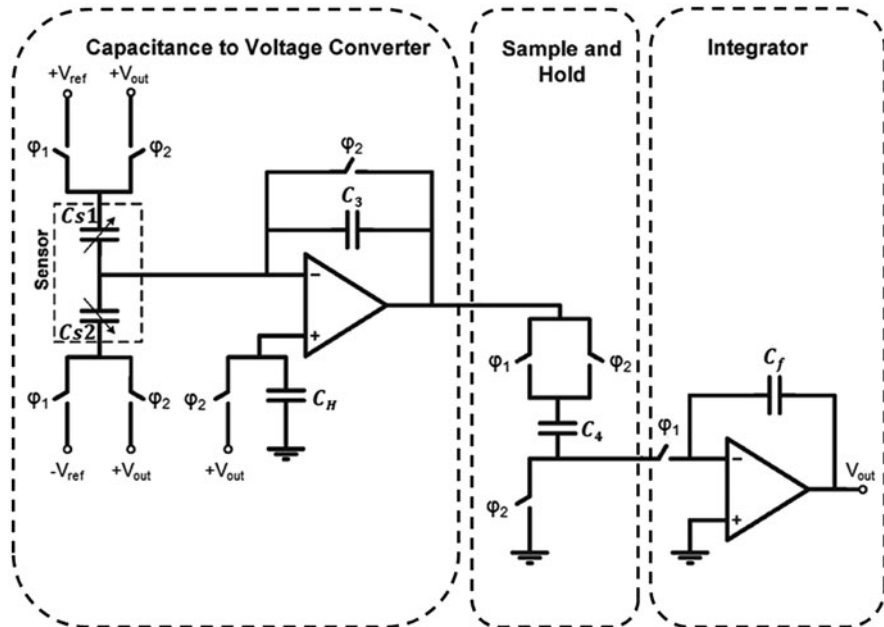 Capacitance to Voltage Converter
Sample and
Hold
Integrator
+Vref
+Vout
φ1
φ2
φ2
Cs1
C3
Sensor
Cs2
φ1
φ2
φ2
CH
-Vref
+Vout
+Vout
φ1
φ2
C4
φ2
φ1
Cf
Vout